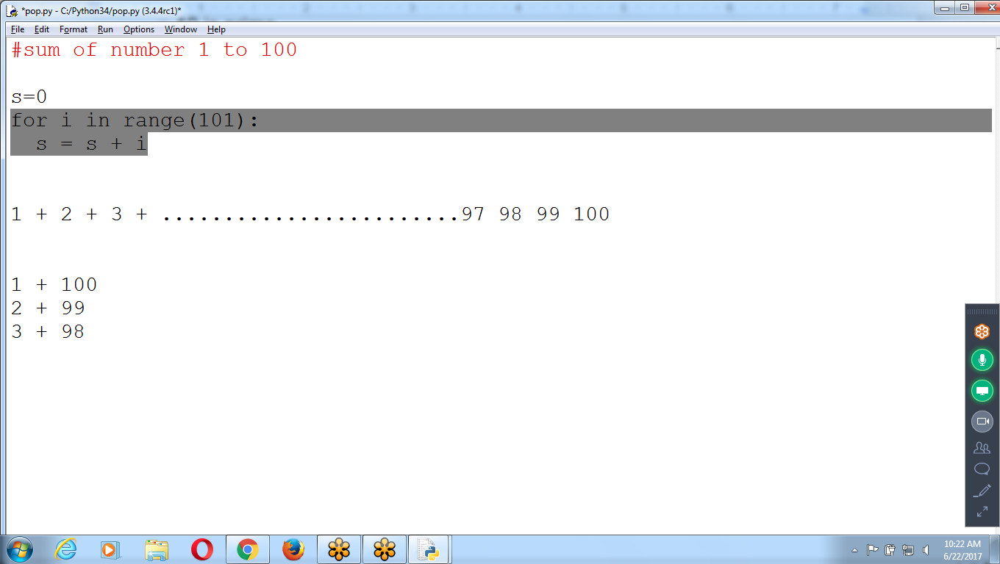 *pop.py - C:/Python34/pop.py (3.4.4rc1)*
File Edit Format Run Options Window Help
#sum of number 1 to 100
s=0
for i in range(101):
  s = s + i
1 + 2 + 3 + ........................97 98 99 100
1 + 100
2 + 99
3 + 98
10:22 AM
6/22/2017